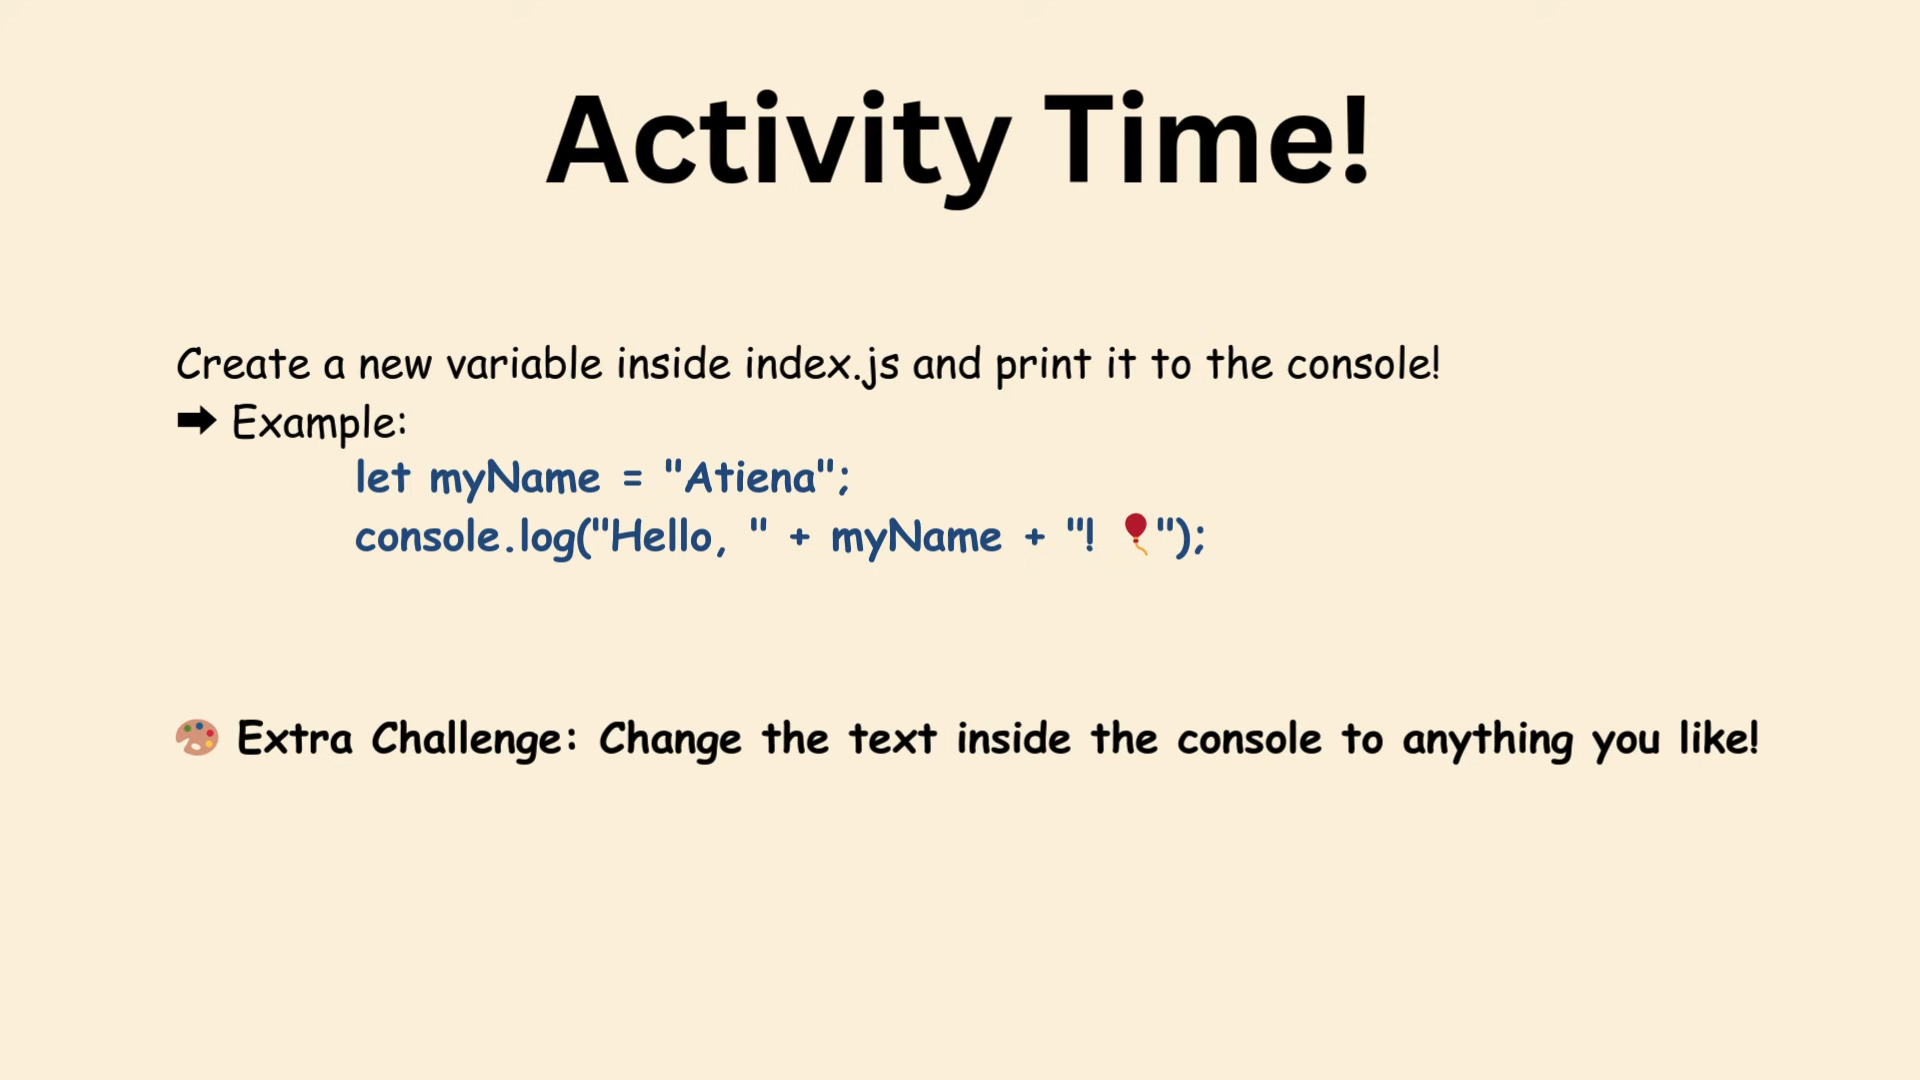 Activity Time!
Create a new variable inside index.js and print it to the console!
➡ Example:
let myName = "Atiena";
console.log("Hello, " + myName + "! 🎈");
🎨 Extra Challenge: Change the text inside the console to anything you like!